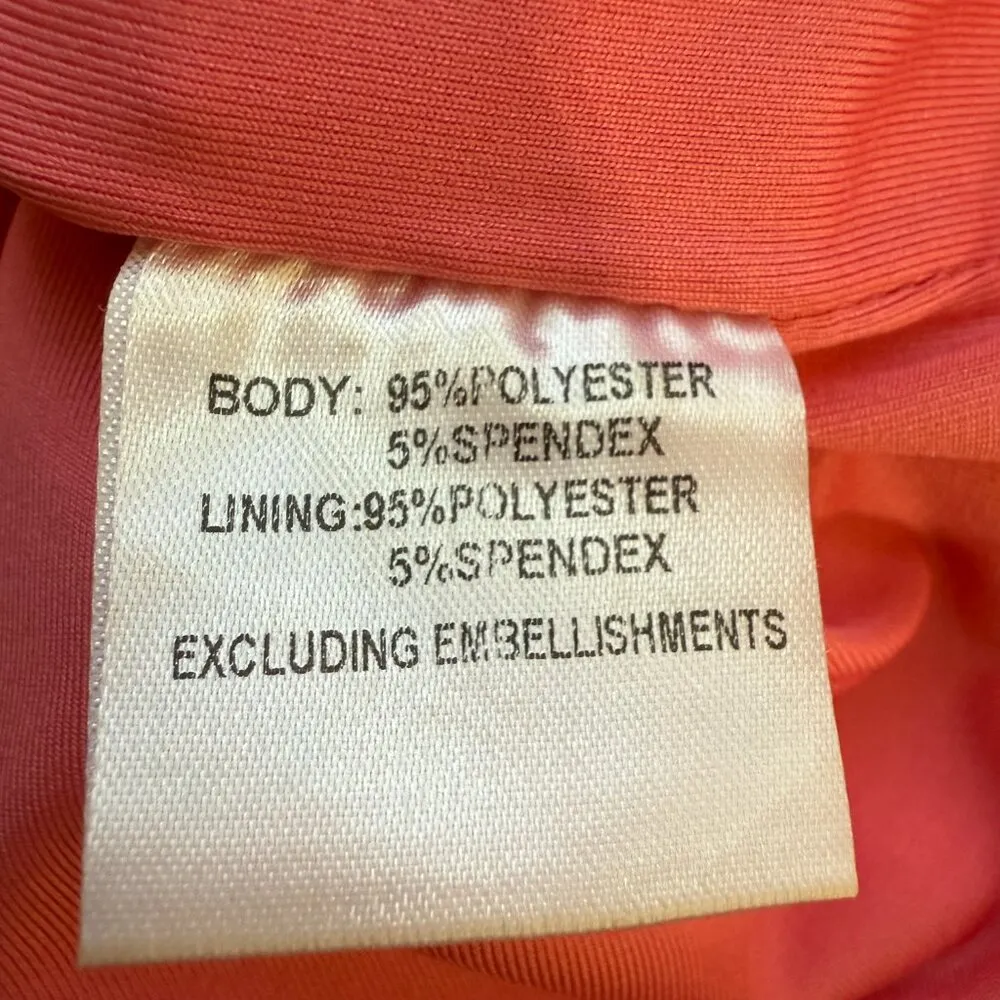 BODY: 95%POLYESTER
5%SPENDEX
LINING:95%POLYESTER
5%SPENDEX
EXCLUDING EMBELLISHMENTS